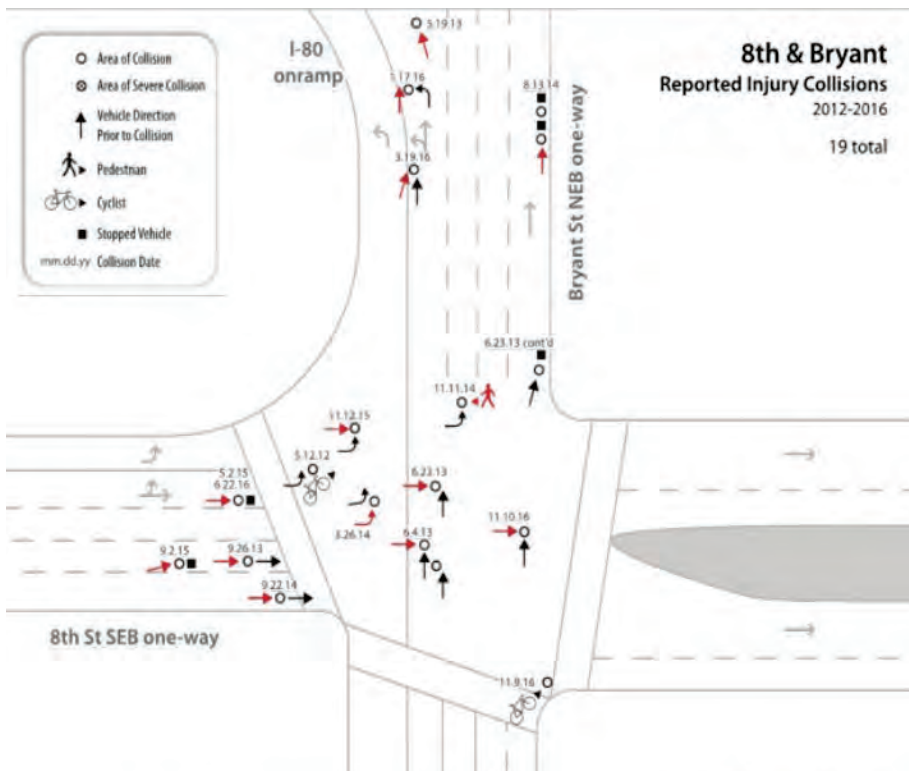 Area of Collision
Area of Severe Collision
Vehicle Direction
Prior to Collision
Pedestrian
Cyclist
Stopped Vehicle
mm.dd.yy Collision Date
I-80
onramp
8th & Bryant
Reported Injury Collisions
2012-2016
19 total
Bryant St NEB one-way
5.19.13
1.17.16
8.13.14
3.19.16
6.23.13 cont'd
11.11.14
11.12.15
5.12.12
5.2.15
6.22.16
6.23.13
3.26.14
11.10.16
6.4.13
9.2.15
9.26.13
9.22.14
8th St SEB one-way
11.9.16